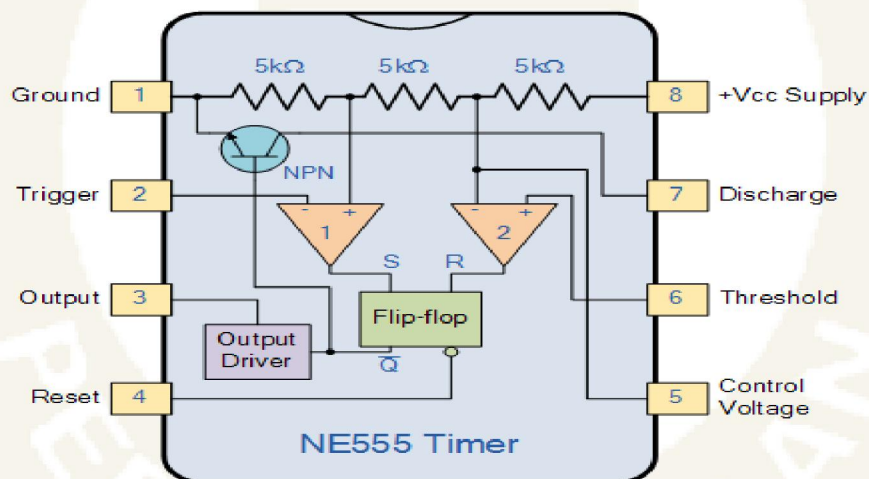 5kΩ 5kΩ 5kΩ
Ground 1
8 +Vcc Supply
NPN
Trigger 2
7 Discharge
- +
- +
1
2
S R
Output 3
6 Threshold
Flip-flop
Output
Driver
Q̅
Reset 4
5 Control
Voltage
NE555 Timer